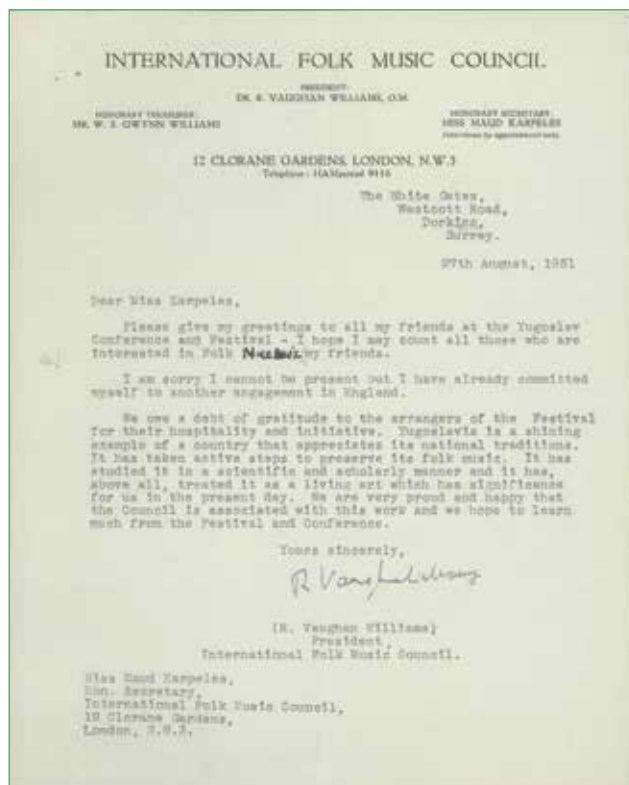 INTERNATIONAL FOLK MUSIC COUNCIL
PRESIDENT:
DR. R. VAUGHAN WILLIAMS, O.M.
HONORARY TREASURER:
MR. W. S. GWYNN WILLIAMS
HONORARY SECRETARY:
MISS MAUD KARPELES
Interviews by appointment only
12 CLORANE GARDENS, LONDON, N.W.3
Telephone: HAMpstead 9116
The White Gates,
Westcott Road,
Dorking,
Surrey.
27th August, 1951
Dear Miss Karpeles,
Please give my greetings to all my friends at the Yugoslav
Conference and Festival - I hope I may count all those who are
interested in Folk my friends.
I am sorry I cannot be present but I have already committed
myself to another engagement in England.
We owe a debt of gratitude to the arrangers of the Festival
for their hospitality and initiative. Yugoslavia is a shining
example of a country that appreciates its national traditions.
It has taken active steps to preserve its folk music. It has
studied it in a scientific and scholarly manner and it has,
above all, treated it as a living art which has significance
for us in the present day. We are very proud and happy that
the Council is associated with this work and we hope to learn
much from the Festival and Conference.
Yours sincerely,
R Vaughan Williams
(R. Vaughan Williams)
President,
International Folk Music Council.
Miss Maud Karpeles,
Hon. Secretary,
International Folk Music Council,
12 Clorane Gardens,
London, N.W.3.